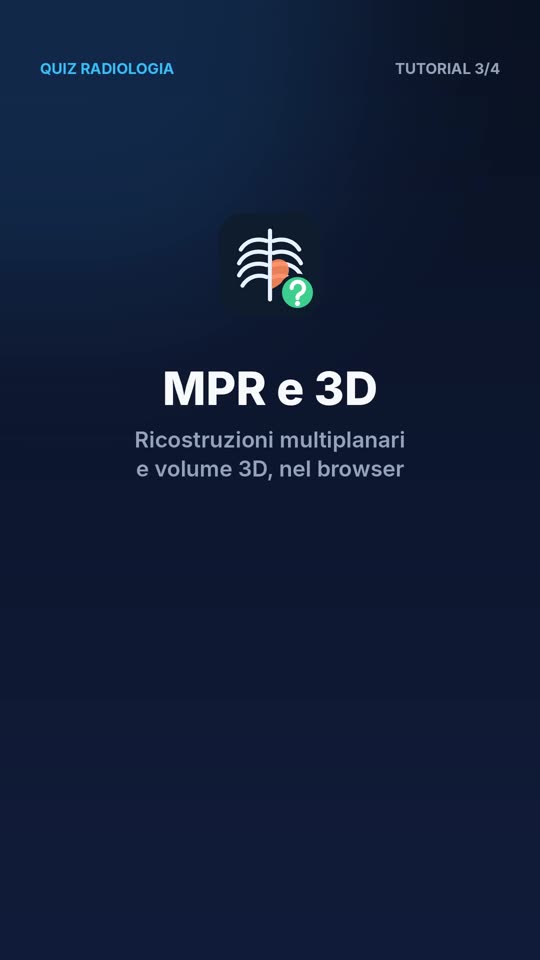 QUIZ RADIOLOGIA
TUTORIAL 3/4
?
MPR e 3D
Ricostruzioni multiplanari
e volume 3D, nel browser